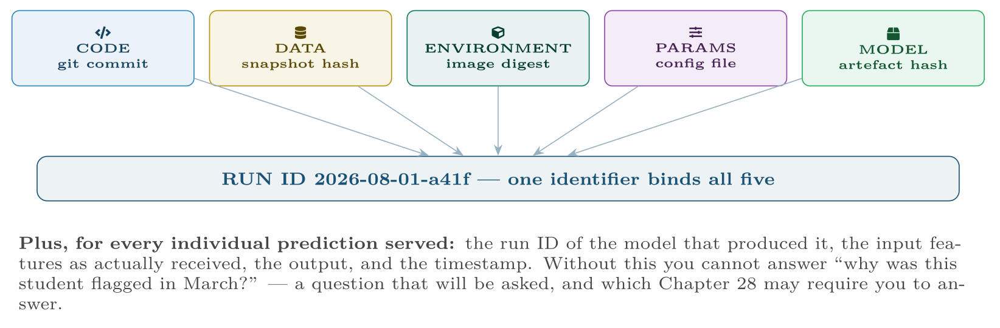 CODE
git commit
DATA
snapshot hash
ENVIRONMENT
image digest
PARAMS
config file
MODEL
artefact hash
RUN ID 2026-08-01-a41f — one identifier binds all five
Plus, for every individual prediction served: the run ID of the model that produced it, the input fea-
tures as actually received, the output, and the timestamp. Without this you cannot answer “why was this
student flagged in March?” — a question that will be asked, and which Chapter 28 may require you to an-
swer.